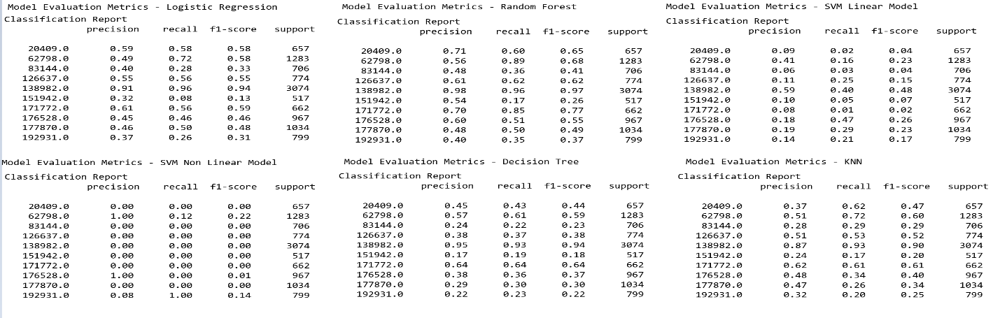 Model Evaluation Metrics - Logistic Regression
Classification Report
precision recall f1-score support
20409.0 0.59 0.58 0.58 657
62798.0 0.49 0.72 0.58 1283
83144.0 0.40 0.28 0.33 706
126637.0 0.55 0.56 0.55 774
138982.0 0.91 0.96 0.94 3074
151942.0 0.32 0.08 0.13 517
171772.0 0.61 0.56 0.59 662
176528.0 0.45 0.46 0.46 967
177870.0 0.46 0.50 0.48 1034
192931.0 0.37 0.26 0.31 799
Model Evaluation Metrics - Random Forest
Classification Report
precision recall f1-score support
20409.0 0.71 0.60 0.65 657
62798.0 0.56 0.89 0.68 1283
83144.0 0.48 0.36 0.41 706
126637.0 0.61 0.62 0.62 774
138982.0 0.98 0.96 0.97 3074
151942.0 0.54 0.17 0.26 517
171772.0 0.70 0.85 0.77 662
176528.0 0.60 0.51 0.55 967
177870.0 0.48 0.50 0.49 1034
192931.0 0.40 0.35 0.37 799
Model Evaluation Metrics - SVM Linear Model
Classification Report
precision recall f1-score support
20409.0 0.09 0.02 0.04 657
62798.0 0.41 0.16 0.23 1283
83144.0 0.06 0.03 0.04 706
126637.0 0.11 0.25 0.15 774
138982.0 0.59 0.40 0.48 3074
151942.0 0.10 0.05 0.07 517
171772.0 0.08 0.01 0.02 662
176528.0 0.18 0.47 0.26 967
177870.0 0.19 0.29 0.23 1034
192931.0 0.14 0.21 0.17 799
Model Evaluation Metrics - SVM Non Linear Model
Classification Report
precision recall f1-score support
20409.0 0.00 0.00 0.00 657
62798.0 1.00 0.12 0.22 1283
83144.0 0.00 0.00 0.00 706
126637.0 0.00 0.00 0.00 774
138982.0 0.00 0.00 0.00 3074
151942.0 0.00 0.00 0.00 517
171772.0 0.00 0.00 0.00 662
176528.0 1.00 0.00 0.01 967
177870.0 0.00 0.00 0.00 1034
192931.0 0.08 1.00 0.14 799
Model Evaluation Metrics - Decision Tree
Classification Report
precision recall f1-score support
20409.0 0.45 0.43 0.44 657
62798.0 0.57 0.61 0.59 1283
83144.0 0.24 0.22 0.23 706
126637.0 0.38 0.37 0.38 774
138982.0 0.95 0.93 0.94 3074
151942.0 0.17 0.19 0.18 517
171772.0 0.64 0.64 0.64 662
176528.0 0.38 0.36 0.37 967
177870.0 0.29 0.30 0.30 1034
192931.0 0.22 0.23 0.22 799
Model Evaluation Metrics - KNN
Classification Report
precision recall f1-score support
20409.0 0.37 0.62 0.47 657
62798.0 0.51 0.72 0.60 1283
83144.0 0.28 0.29 0.29 706
126637.0 0.51 0.53 0.52 774
138982.0 0.87 0.93 0.90 3074
151942.0 0.24 0.17 0.20 517
171772.0 0.62 0.61 0.61 662
176528.0 0.48 0.34 0.40 967
177870.0 0.47 0.26 0.34 1034
192931.0 0.32 0.20 0.25 799